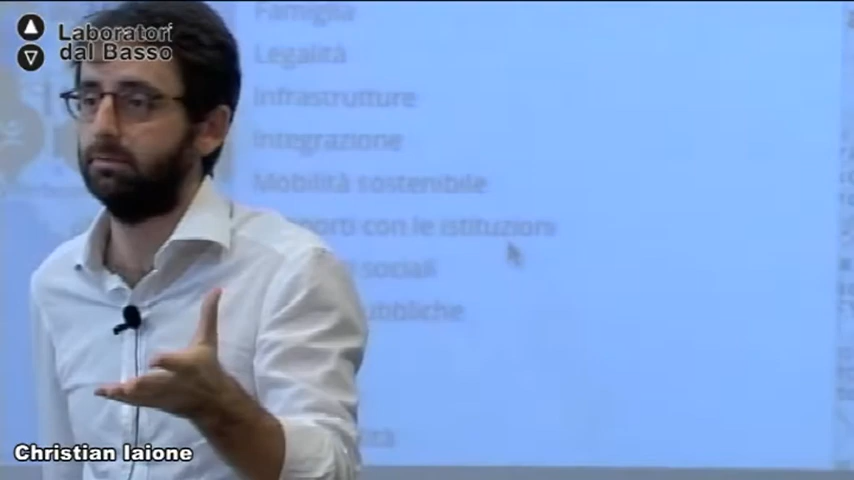 Laboratori
dal Basso
Famiglia
Legalità
Infrastrutture
Integrazione
Mobilità sostenibile
con le istituzioni
sociali
Christian Iaione